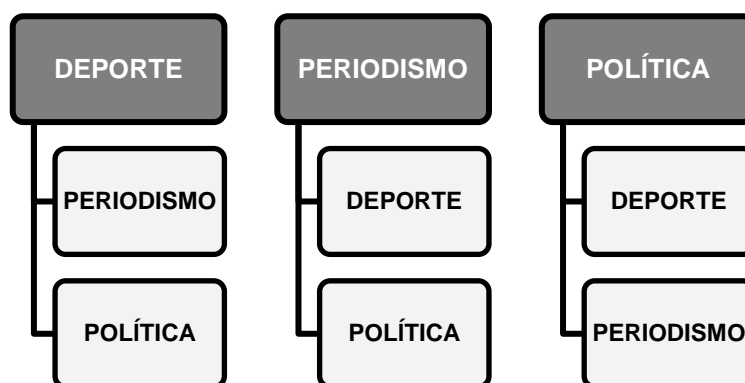 DEPORTE
PERIODISMO
POLÍTICA
PERIODISMO
POLÍTICA
DEPORTE
POLÍTICA
DEPORTE
PERIODISMO